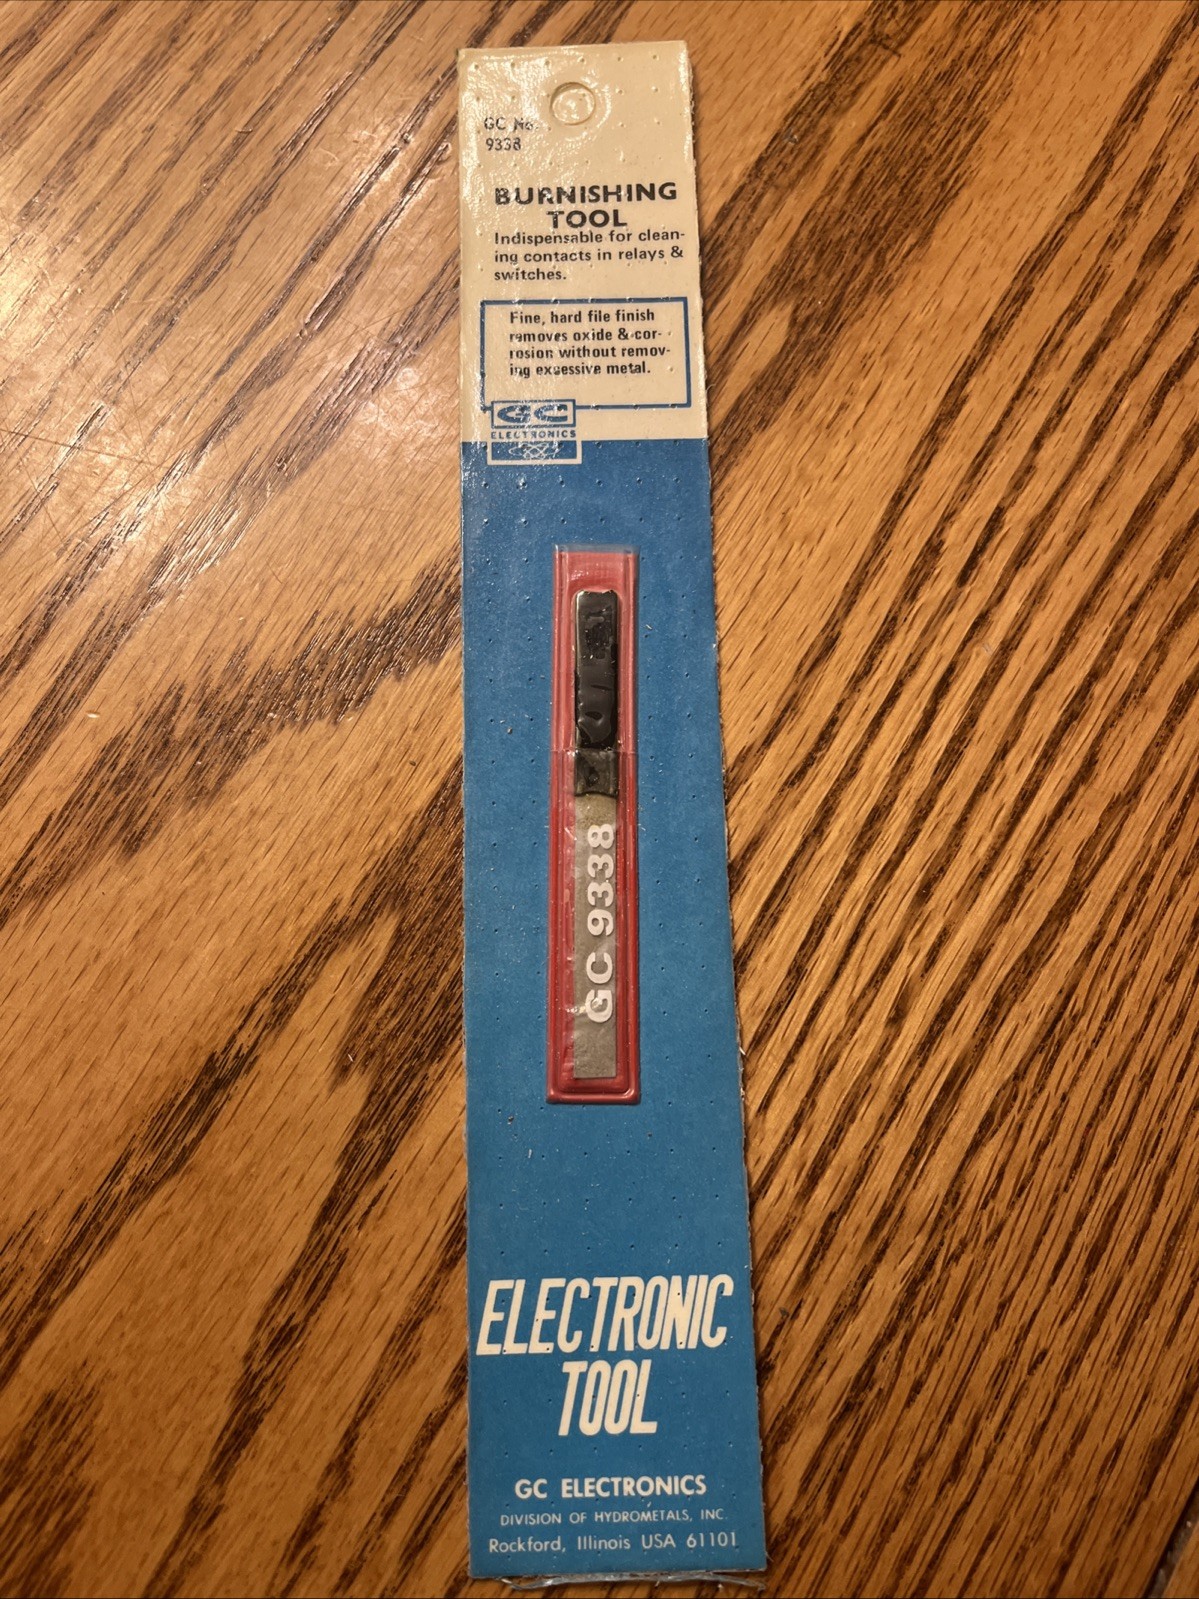 GC No.
9338
BURNISHING
TOOL
Indispensable for clean-
ing contacts in relays &
switches.
Fine, hard file finish
removes oxide & cor-
rosion without remov-
ing excessive metal.
GC
ELECTRONICS
GC 9338
ELECTRONIC
TOOL
GC ELECTRONICS
DIVISION OF HYDROMETALS, INC.
Rockford, Illinois USA 61101